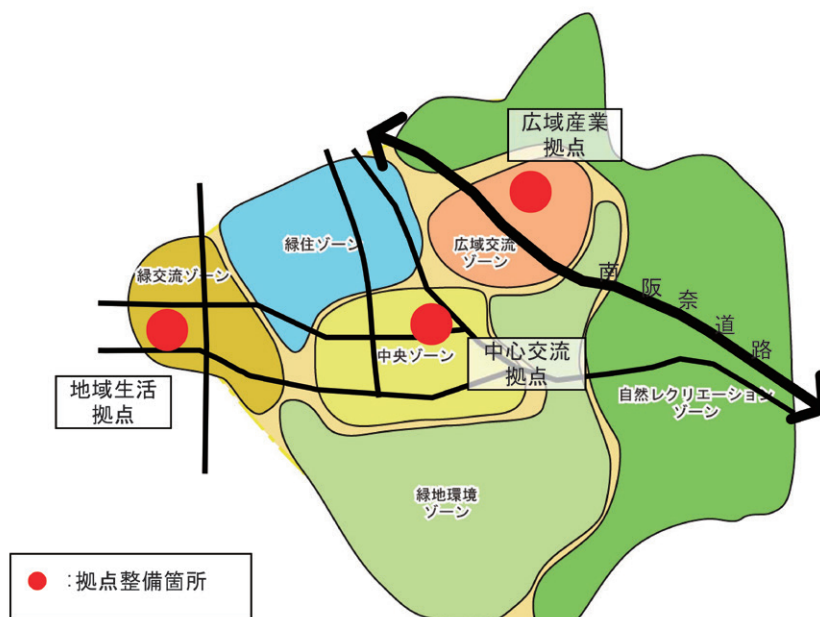 広域産業
拠点
緑住ゾーン
広域交流
ゾーン
緑交流ゾーン
南阪奈道路
中央ゾーン
中心交流
拠点
地域生活
拠点
自然レクリエーション
ゾーン
緑地環境
ゾーン
:拠点整備箇所